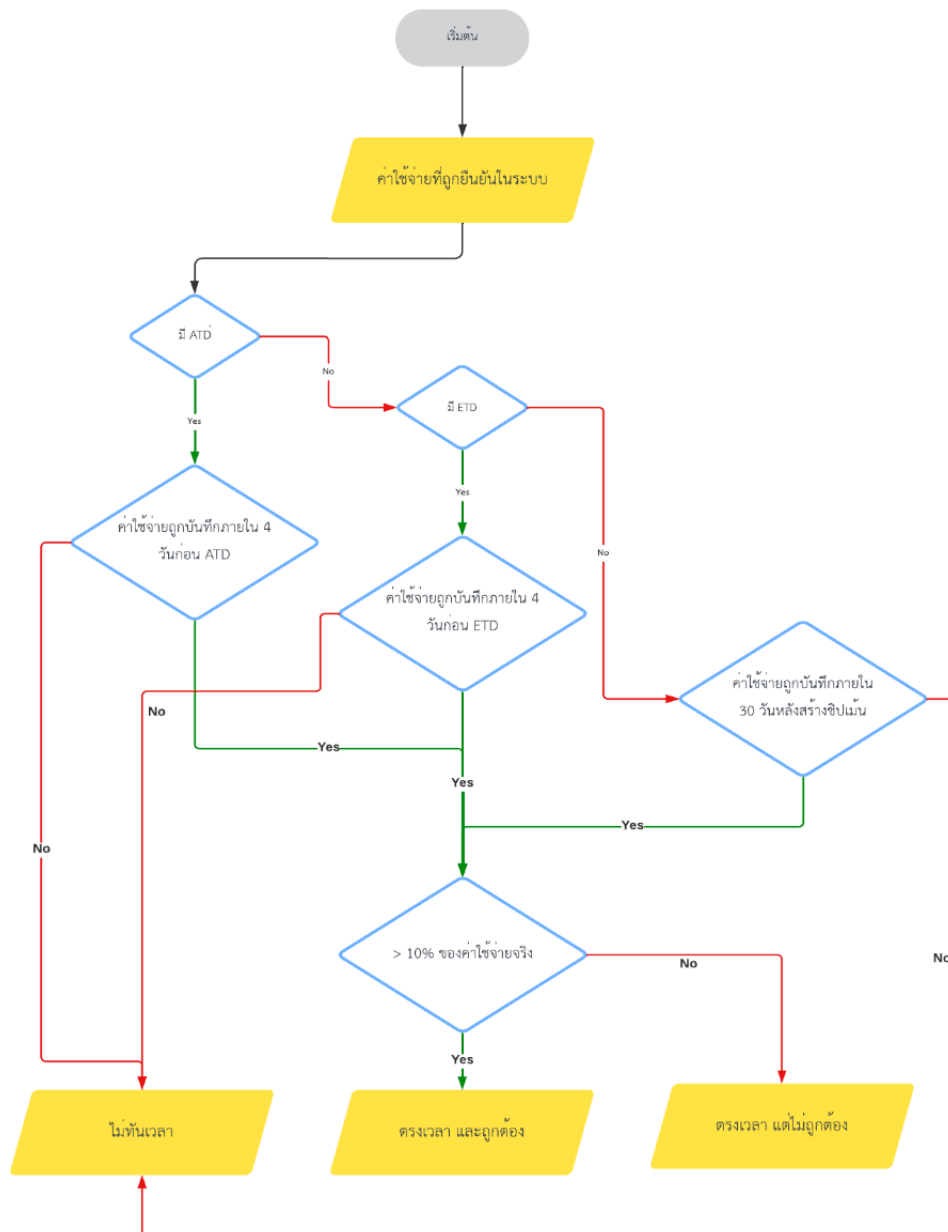 เริ่มต้น
ค่าใช้จ่ายที่ถูกยืนยันในระบบ
มี ATD่
No
มี ETD
Yes
ค่าใช้จ่ายถูกบันทึกภายใน 4
วันก่อน ATD
Yes
No
ค่าใช้จ่ายถูกบันทึกภายใน 4
วันก่อน ETD
ค่าใช้จ่ายถูกบันทึกภายใน
30 วันหลังสร้างชิปเม้น
No
Yes
Yes
Yes
No
> 10% ของค่าใช้จ่ายจริง
No
No
Yes
ไม่ทันเวลา
ตรงเวลา และถูกต้อง
ตรงเวลา แต่ไม่ถูกต้อง